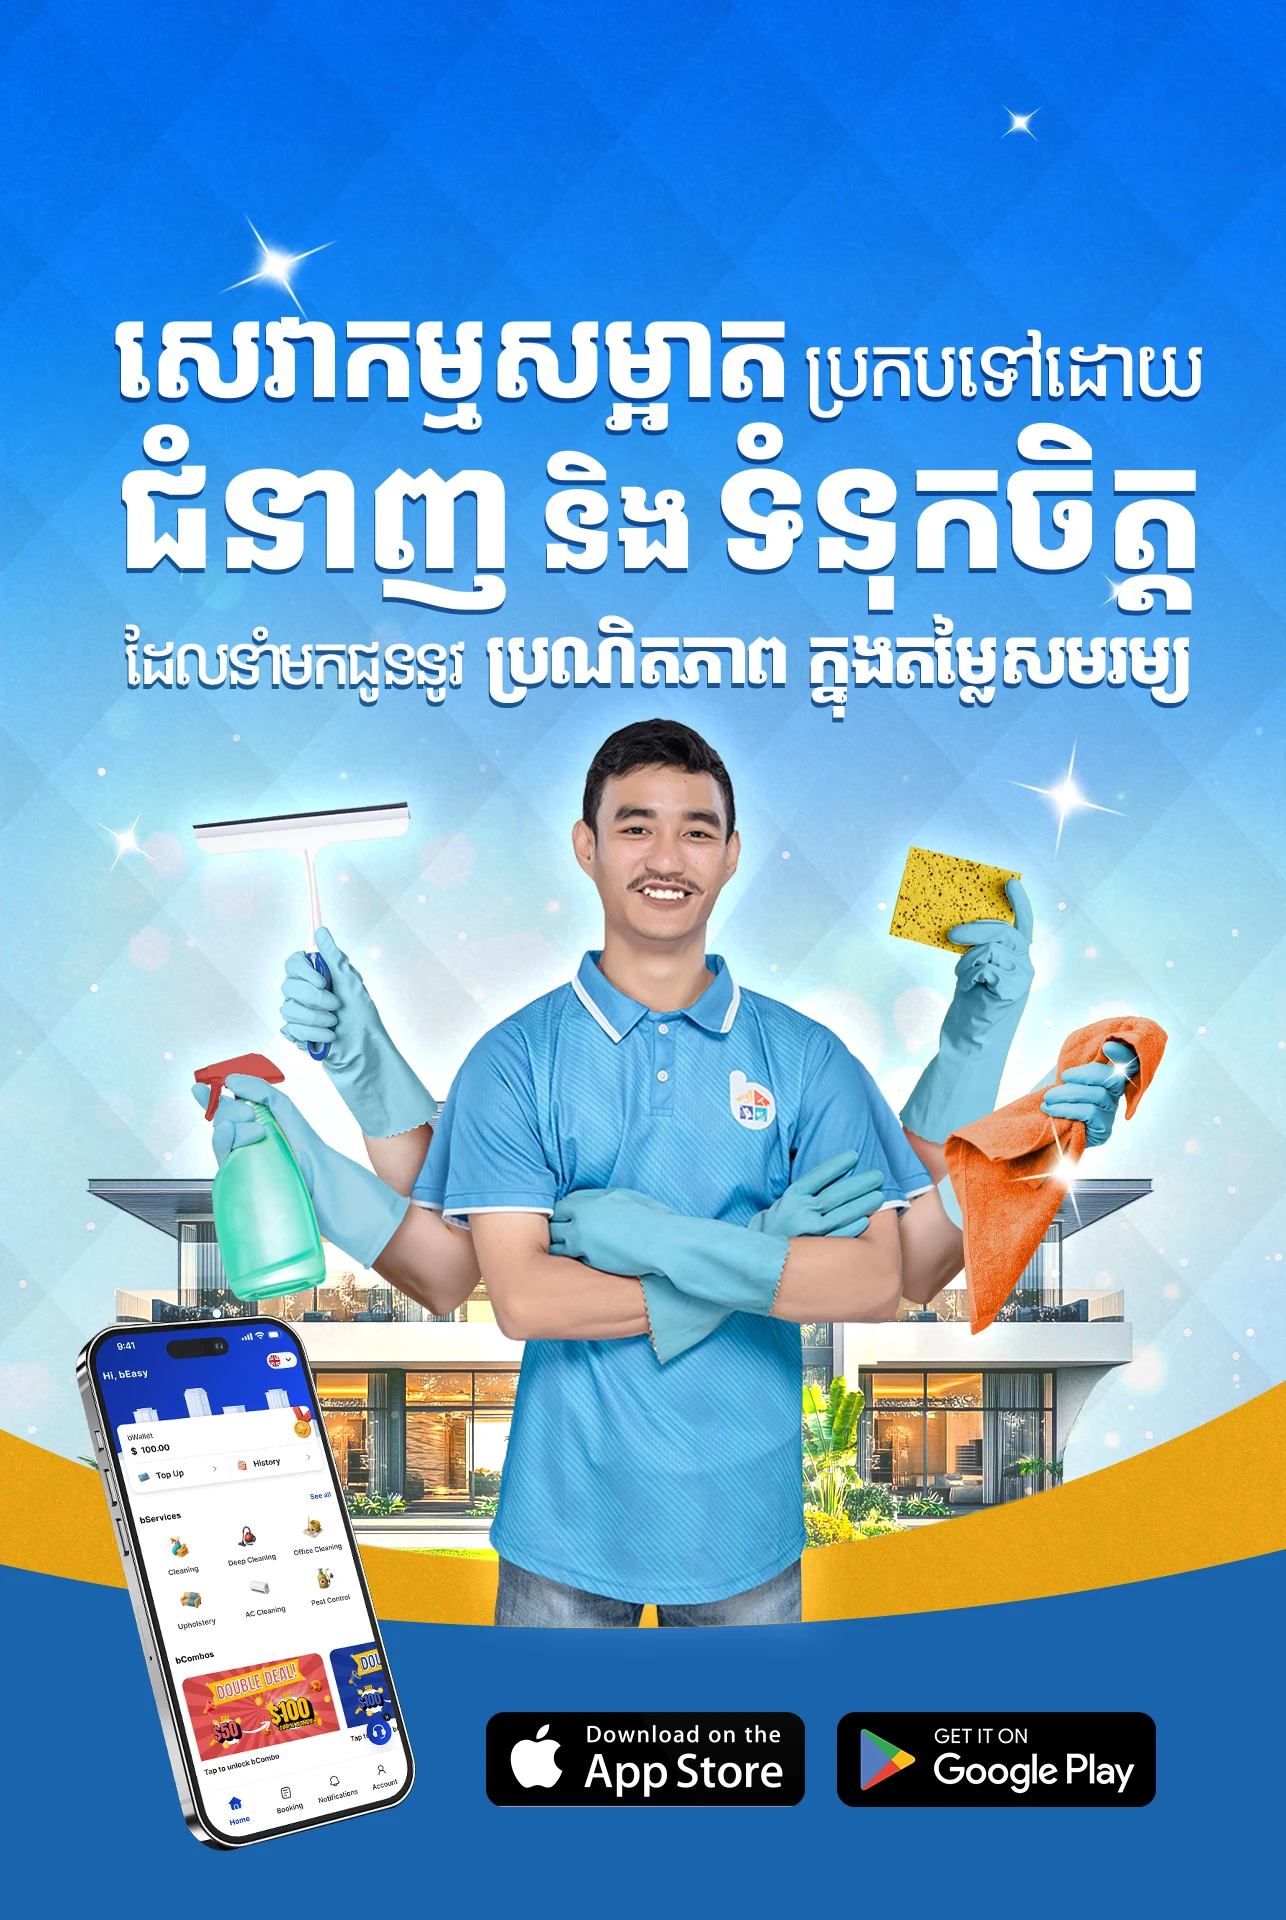 សេវាកម្មសម្អាត ប្រកបទៅដោយ
ជំនាញ និង ទំនុកចិត្ត
ដែលនាំមកជូននូវ ប្រណិតភាព ក្នុងតម្លៃសមរម្យ
9:41
Hi, bEasy
bWallet
$ 100.00
Top Up
History
See all
bServices
Cleaning
Deep Cleaning
Office Cleaning
Upholstery
AC Cleaning
Pest Control
bCombos
DOUBLE DEAL!
$50
$100
Tap to unlock bCombo
Home
Booking
Notifications
Account
Download on the
App Store
GET IT ON
Google Play